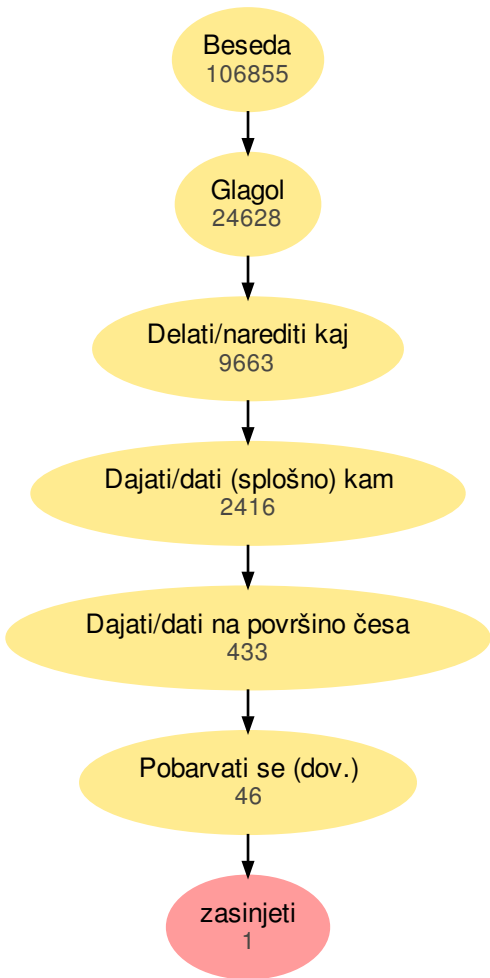 Beseda
106855
Glagol
24628
Delati/narediti kaj
9663
Dajati/dati (splošno) kam
2416
Dajati/dati na površino česa
433
Pobarvati se (dov.)
46
zasinjeti
1